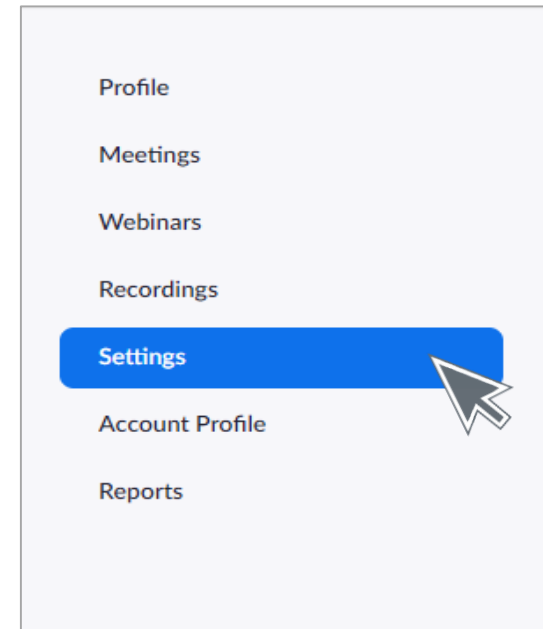 Profile
Meetings
Webinars
Recordings
Settings
Account Profile
Reports